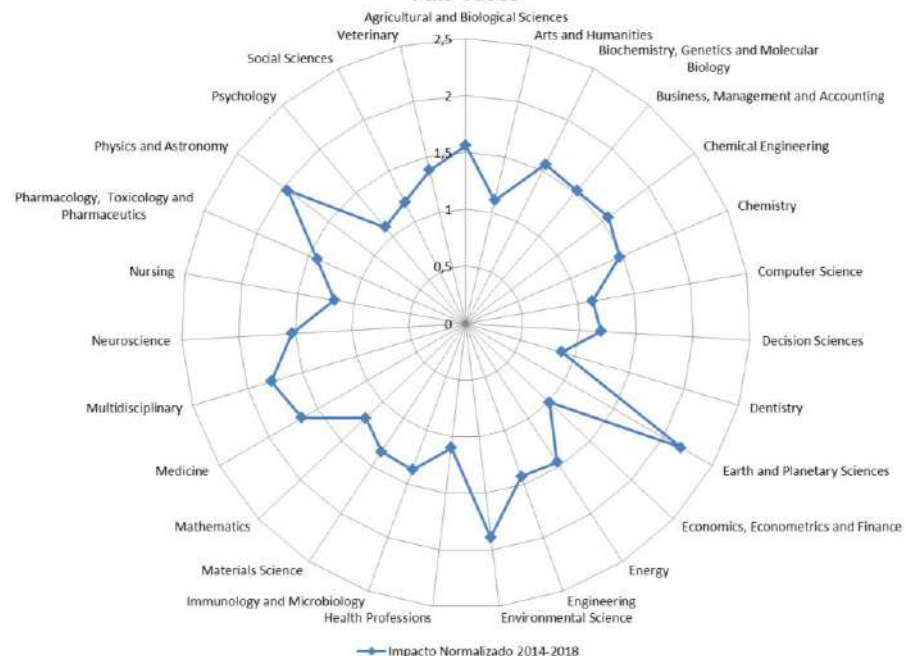 Agricultural and Biological Sciences
Arts and Humanities
Biochemistry, Genetics and Molecular
Biology
Business, Management and Accounting
Chemical Engineering
Chemistry
Computer Science
Decision Sciences
Dentistry
Earth and Planetary Sciences
Economics, Econometrics and Finance
Energy
Engineering
Environmental Science
Health Professions
Immunology and Microbiology
Materials Science
Mathematics
Medicine
Multidisciplinary
Neuroscience
Nursing
Pharmacology, Toxicology and
Pharmaceutics
Physics and Astronomy
Psychology
Social Sciences
Veterinary
2,5
2
1,5
1
0,5
0
Impacto Normalizado 2014-2018